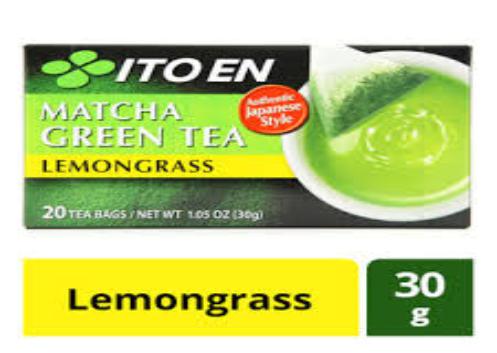 ITO EN
MATCHA
GREEN TEA
Authentic
Japanese
Style
LEMONGRASS
20 TEA BAGS / NET WT 1.05 OZ (30g)
Lemongrass
30
g